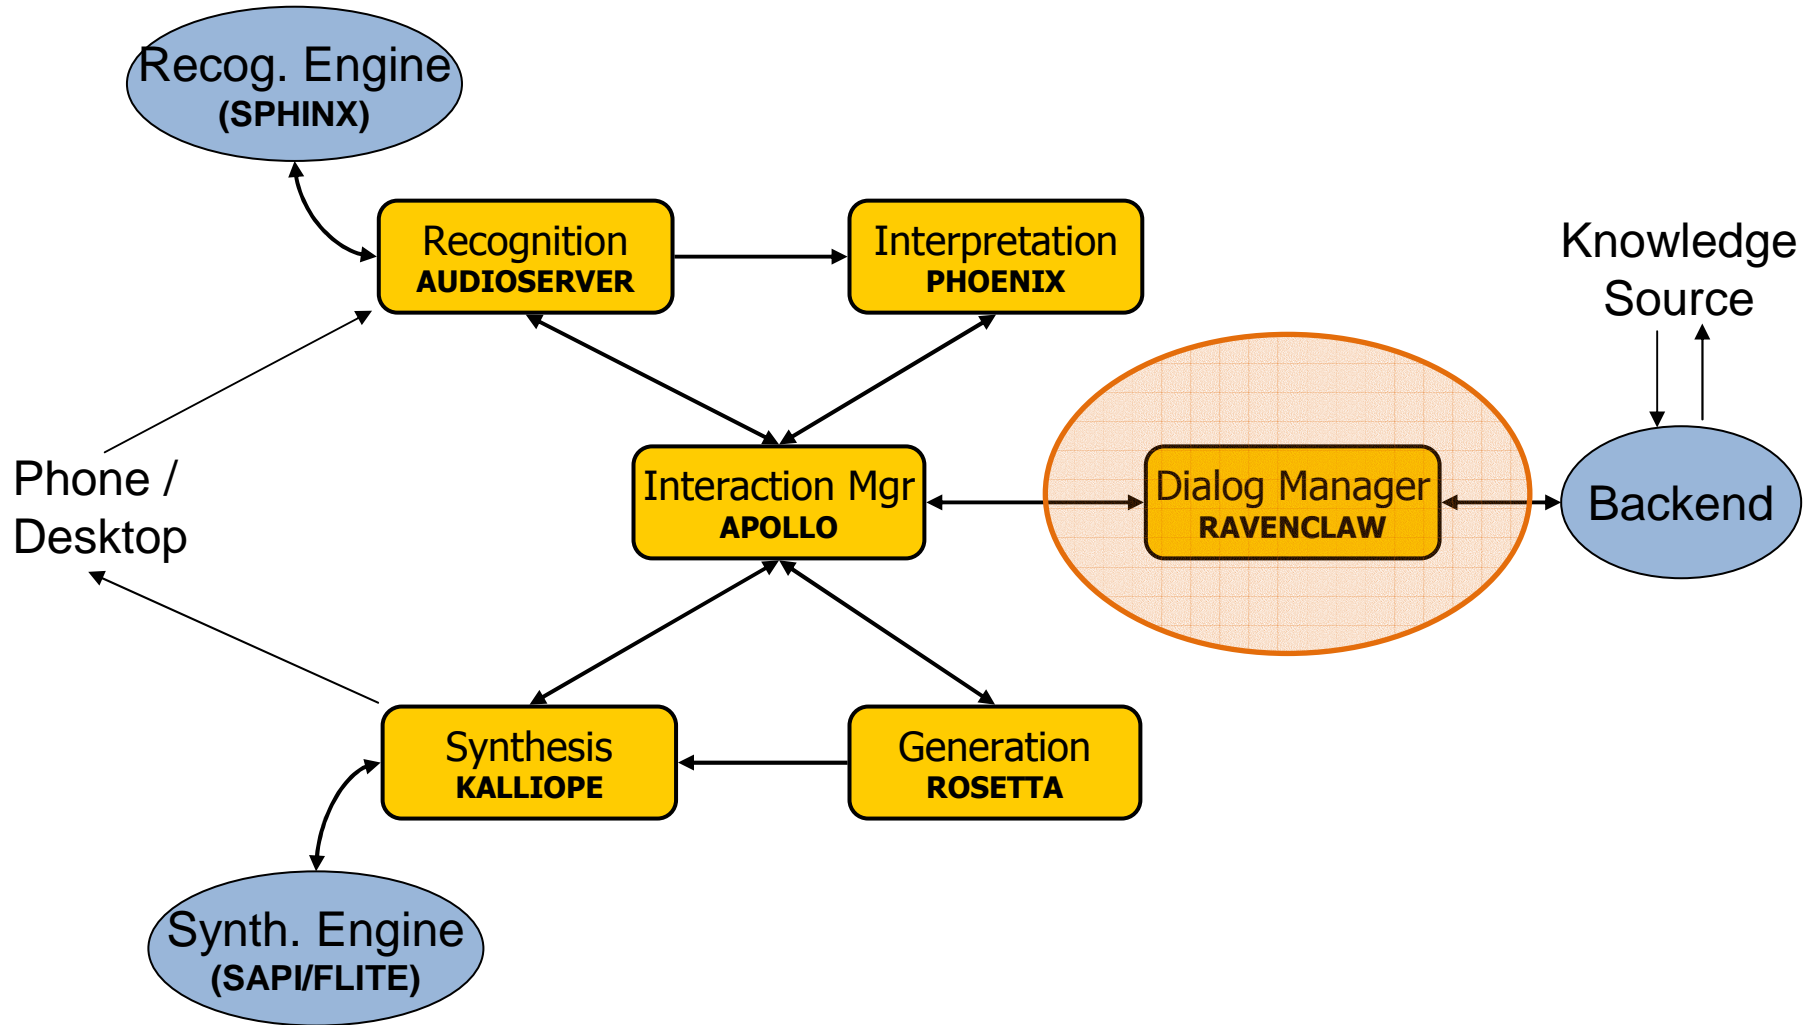 Recog. Engine
(SPHINX)
Recognition
AUDIOSERVER
Interpretation
PHOENIX
Knowledge
Source
Phone /
Desktop
Interaction Mgr
APOLLO
Dialog Manager
RAVENCLAW
Backend
Synthesis
KALLIOPE
Generation
ROSETTA
Synth. Engine
(SAPI/FLITE)